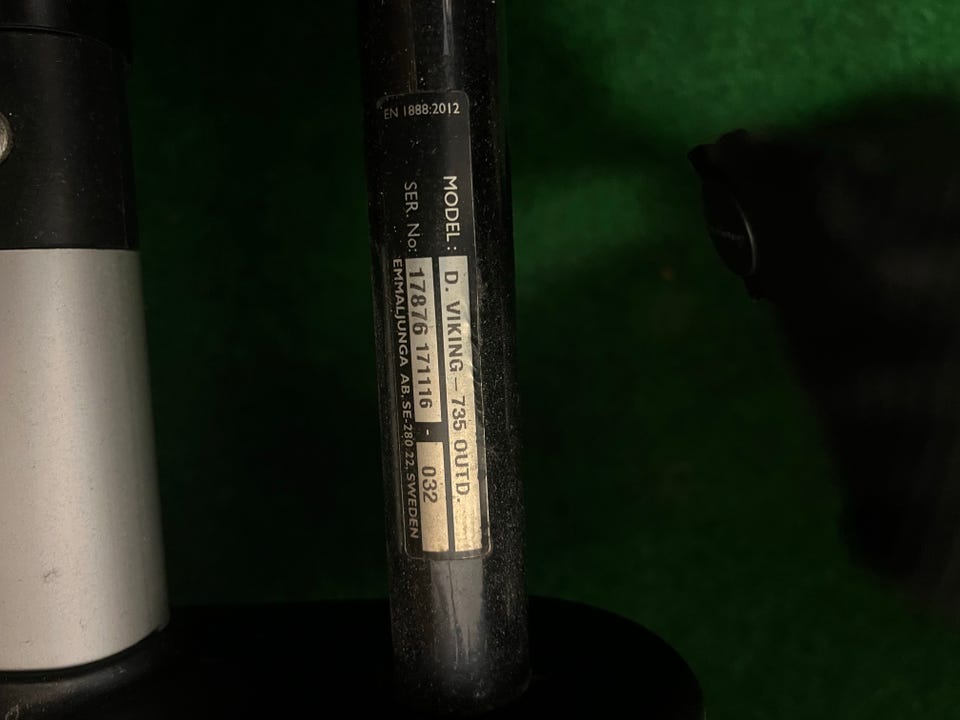 EN 1888:2012
MODEL: D. VIKING – 735 OUTD.
SER. No: 17876 171116 - 032
EMMALJUNGA AB, SE-280 22, SWEDEN